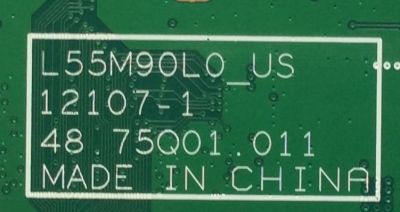 L55M90L0_US
12107-1
48.75Q01.011
MADE IN CHINA